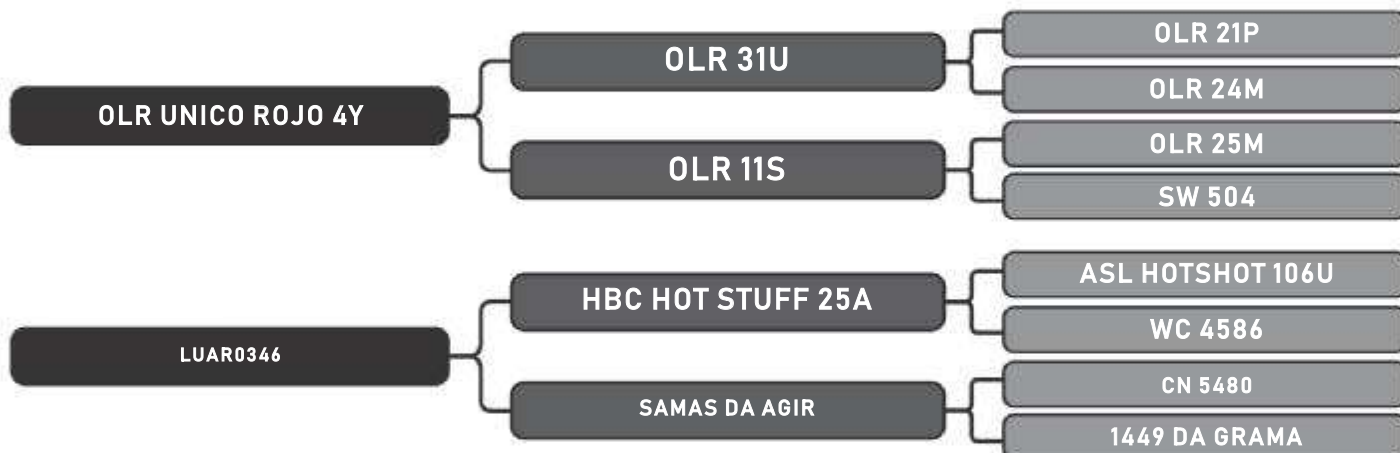 OLR UNICO ROJO 4Y
OLR 31U
OLR 21P
OLR 24M
OLR 11S
OLR 25M
SW 504
LUAR0346
HBC HOT STUFF 25A
ASL HOTSHOT 106U
WC 4586
SAMAS DA AGIR
CN 5480
1449 DA GRAMA